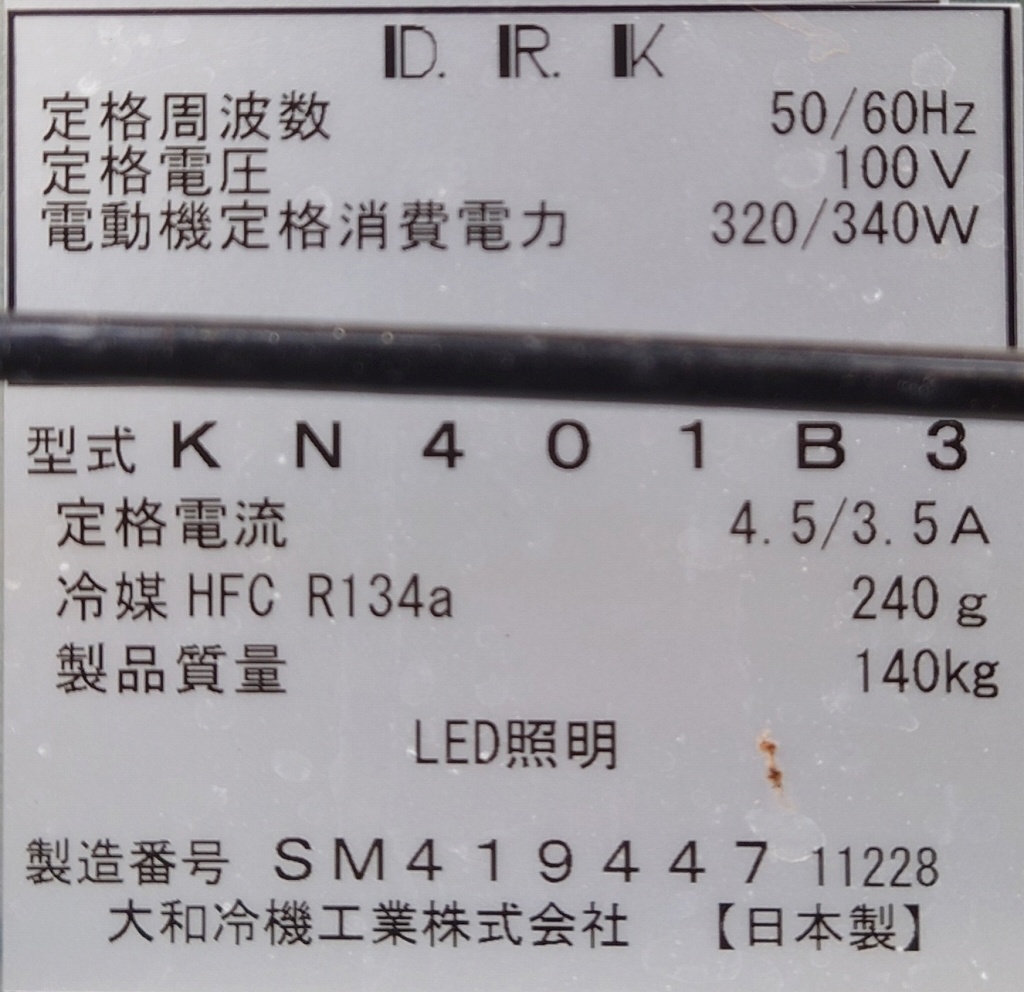 D. R. K
定格周波数 50/60Hz
定格電圧 100V
電動機定格消費電力 320/340W
型式 KN401B3
定格電流 4.5/3.5A
冷媒 HFC R134a 240g
製品質量 140kg
LED照明
製造番号 SM419447 11228
大和冷機工業株式会社 【日本製】